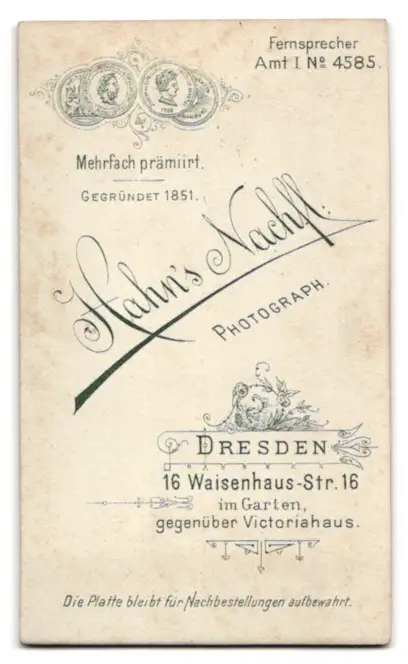 Fernsprecher
Amt I. No 4585.
Mehrfach prämiirt.
GEGRÜNDET 1851.
Hahn's Nachfl.
PHOTOGRAPH.
DRESDEN
16 Waisenhaus-Str. 16
im Garten,
gegenüber Victoriahaus.
Die Platte bleibt für Nachbestellungen aufbewahrt.